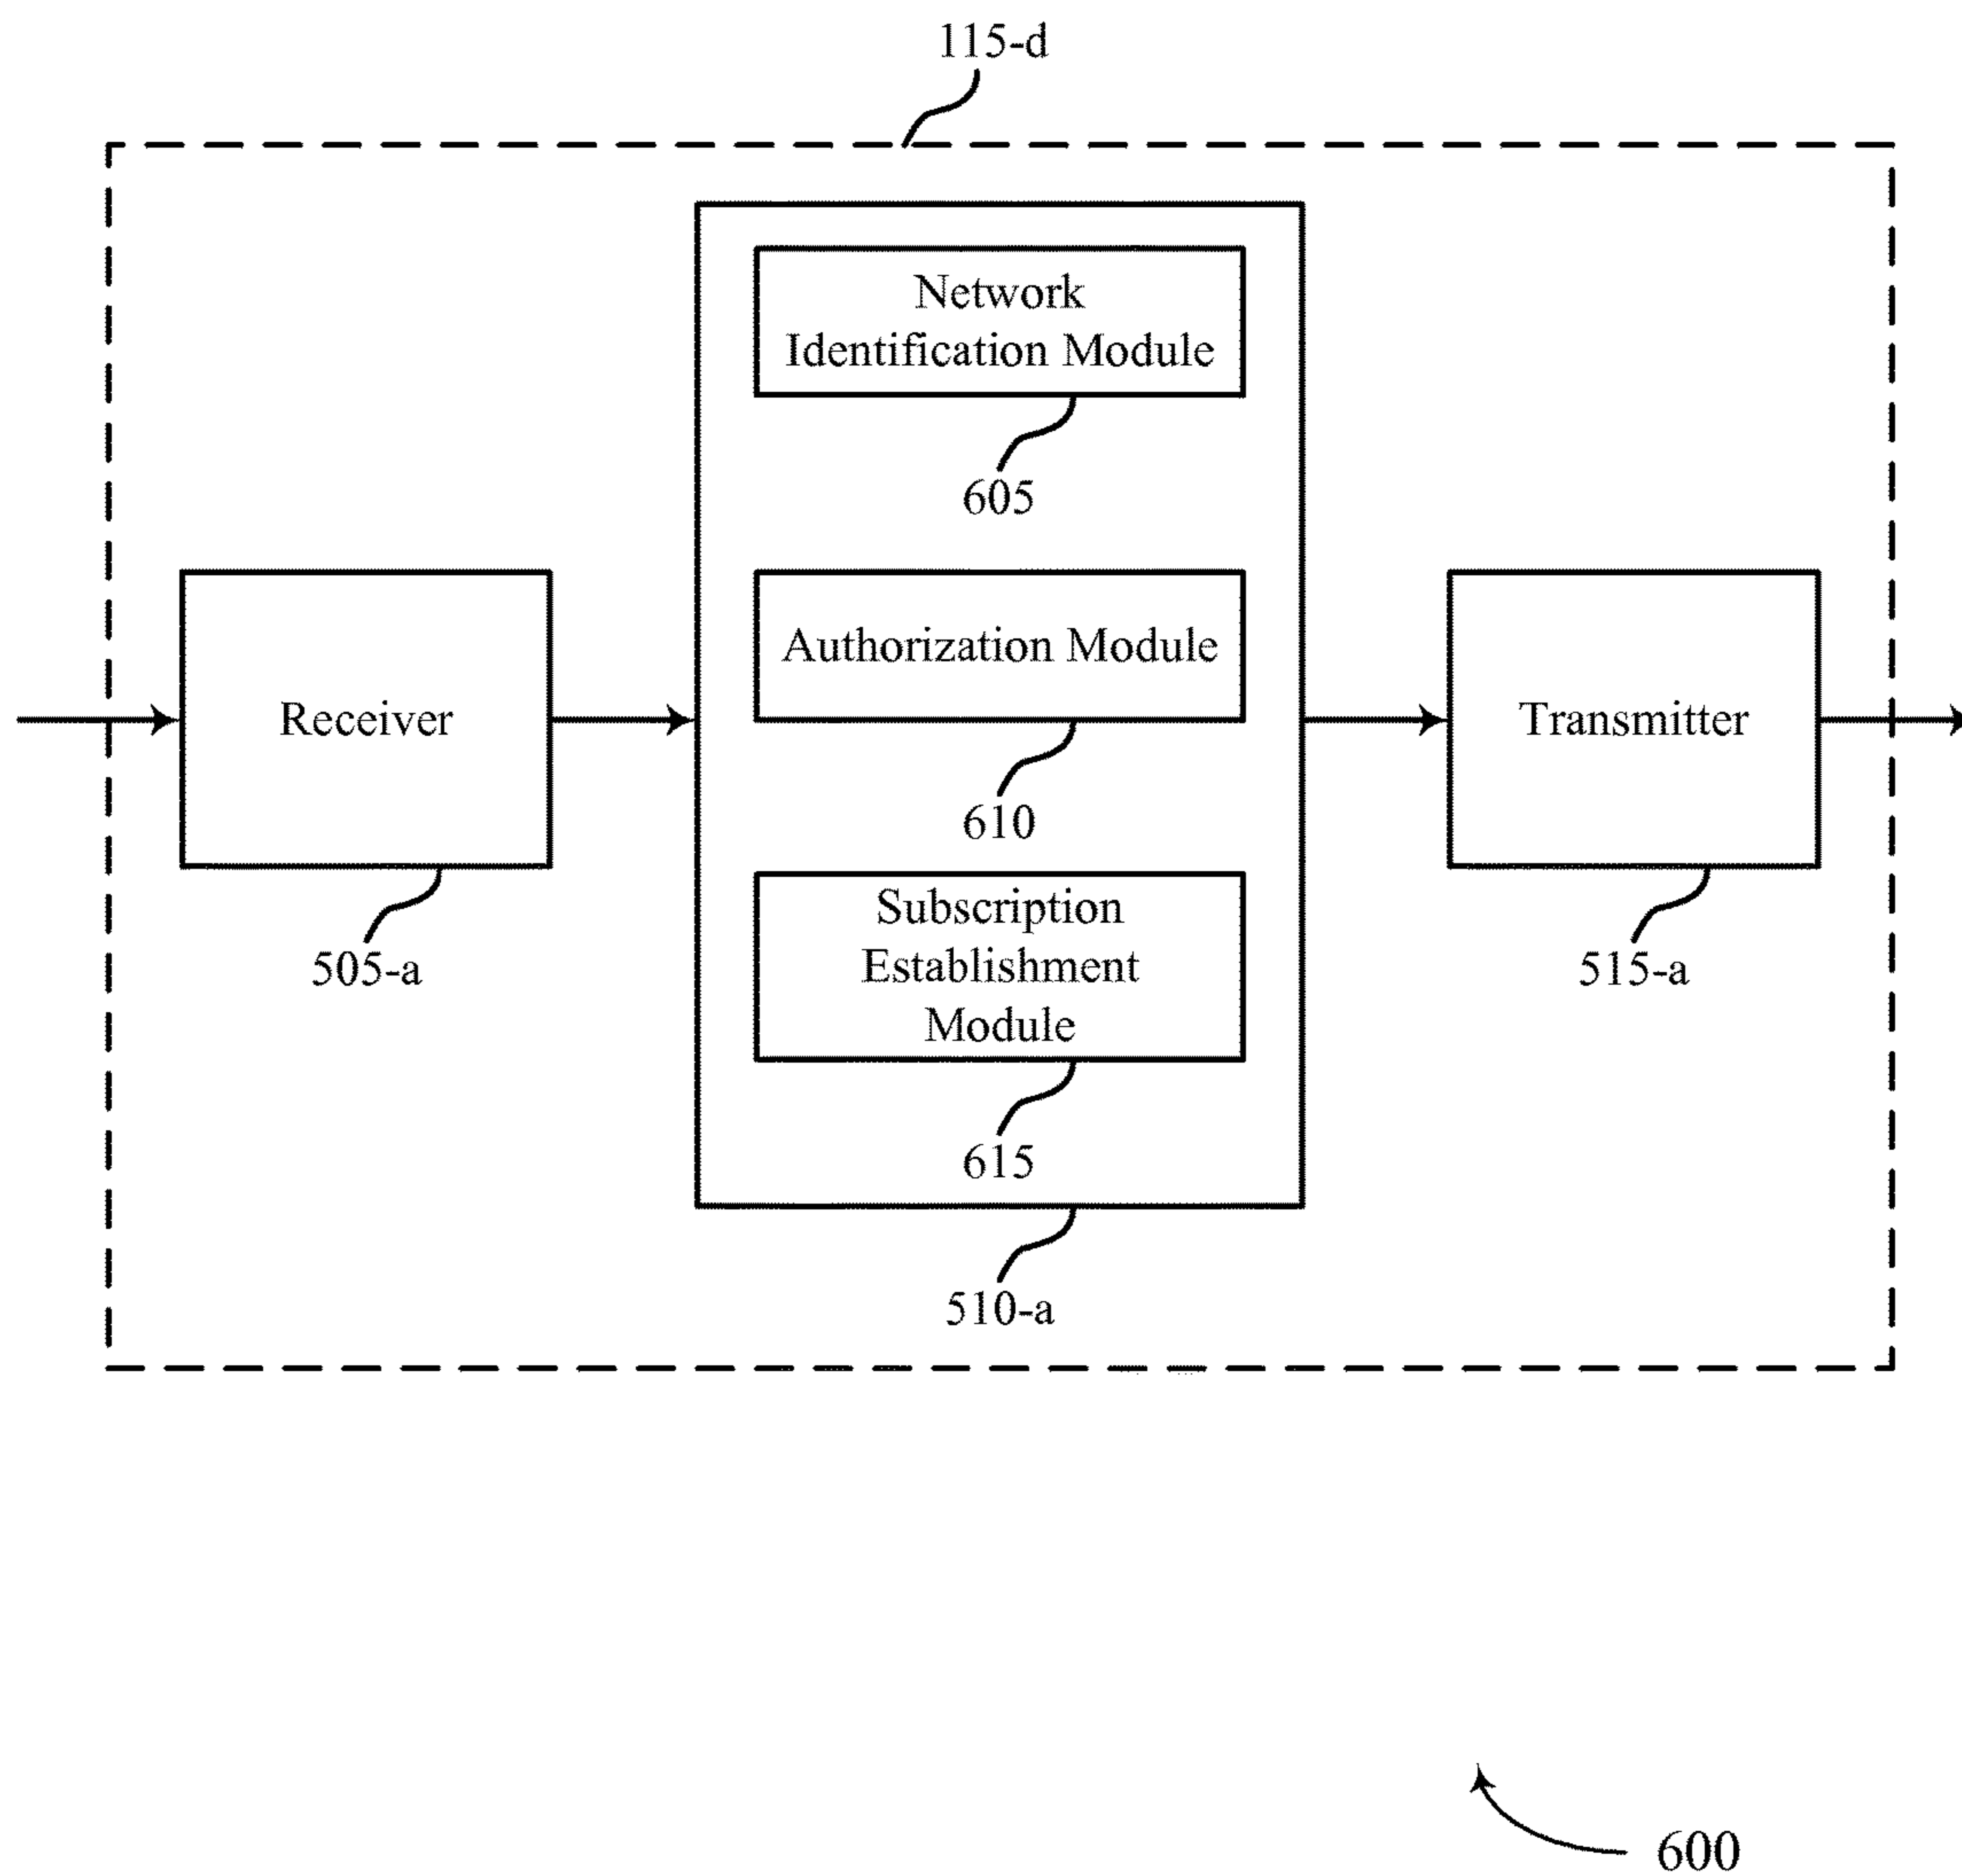 115-d
Network
Identification Module
605
Authorization Module
610
Receiver
505-a
Transmitter
515-a
Subscription
Establishment
Module
615
510-a
600